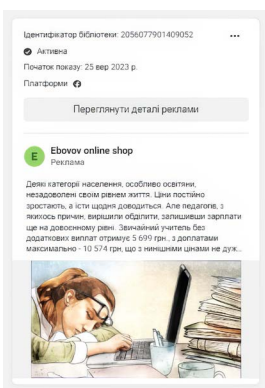 Ідентифікатор бібліотеки: 2056077901409052
Активна
Початок показу: 25 вер 2023 р.
Платформи
Переглянути деталі реклами
E
Ebovov online shop
Реклама
Деякі категорії населення, особливо освітяни,
незадоволені своїм рівнем життя. Ціни постійно
зростають, а їсти щодня доводиться. Але педагогів, з
якихось причин, вирішили обділити, залишивши зарплати
ще на довоєнному рівні. Звичайний учитель без
додаткових виплат отримує 5 699 грн., з доплатами
максимально - 10 574 грн, що з нинішніми цінами не дуж...